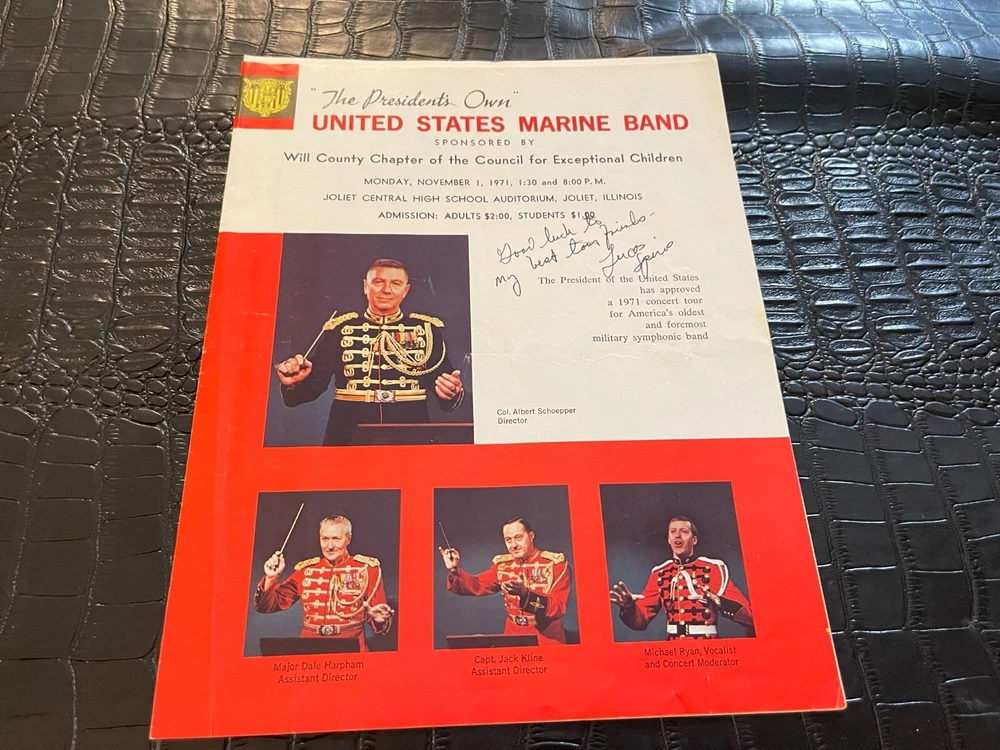 "The President's Own"
UNITED STATES MARINE BAND
SPONSORED BY
Will County Chapter of the Council for Exceptional Children
MONDAY, NOVEMBER 1, 1971, 1:30 and 8:00 P.M.
JOLIET CENTRAL HIGH SCHOOL AUDITORIUM, JOLIET, ILLINOIS
ADMISSION: ADULTS $2:00, STUDENTS $1.00
Good luck to
my best tour friends-
The President of the United States
has approved
a 1971 concert tour
for America's oldest
and foremost
military symphonic band
Col. Albert Schoepper
Director
Major Dale Harpham
Assistant Director
Capt. Jack Kline
Assistant Director
Michael Ryan, Vocalist
and Concert Moderator